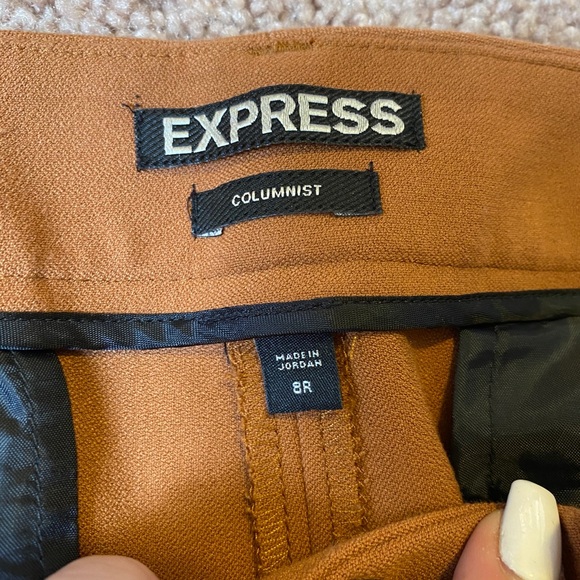 EXPRESS
COLUMNIST
MADE IN
JORDAN
8R